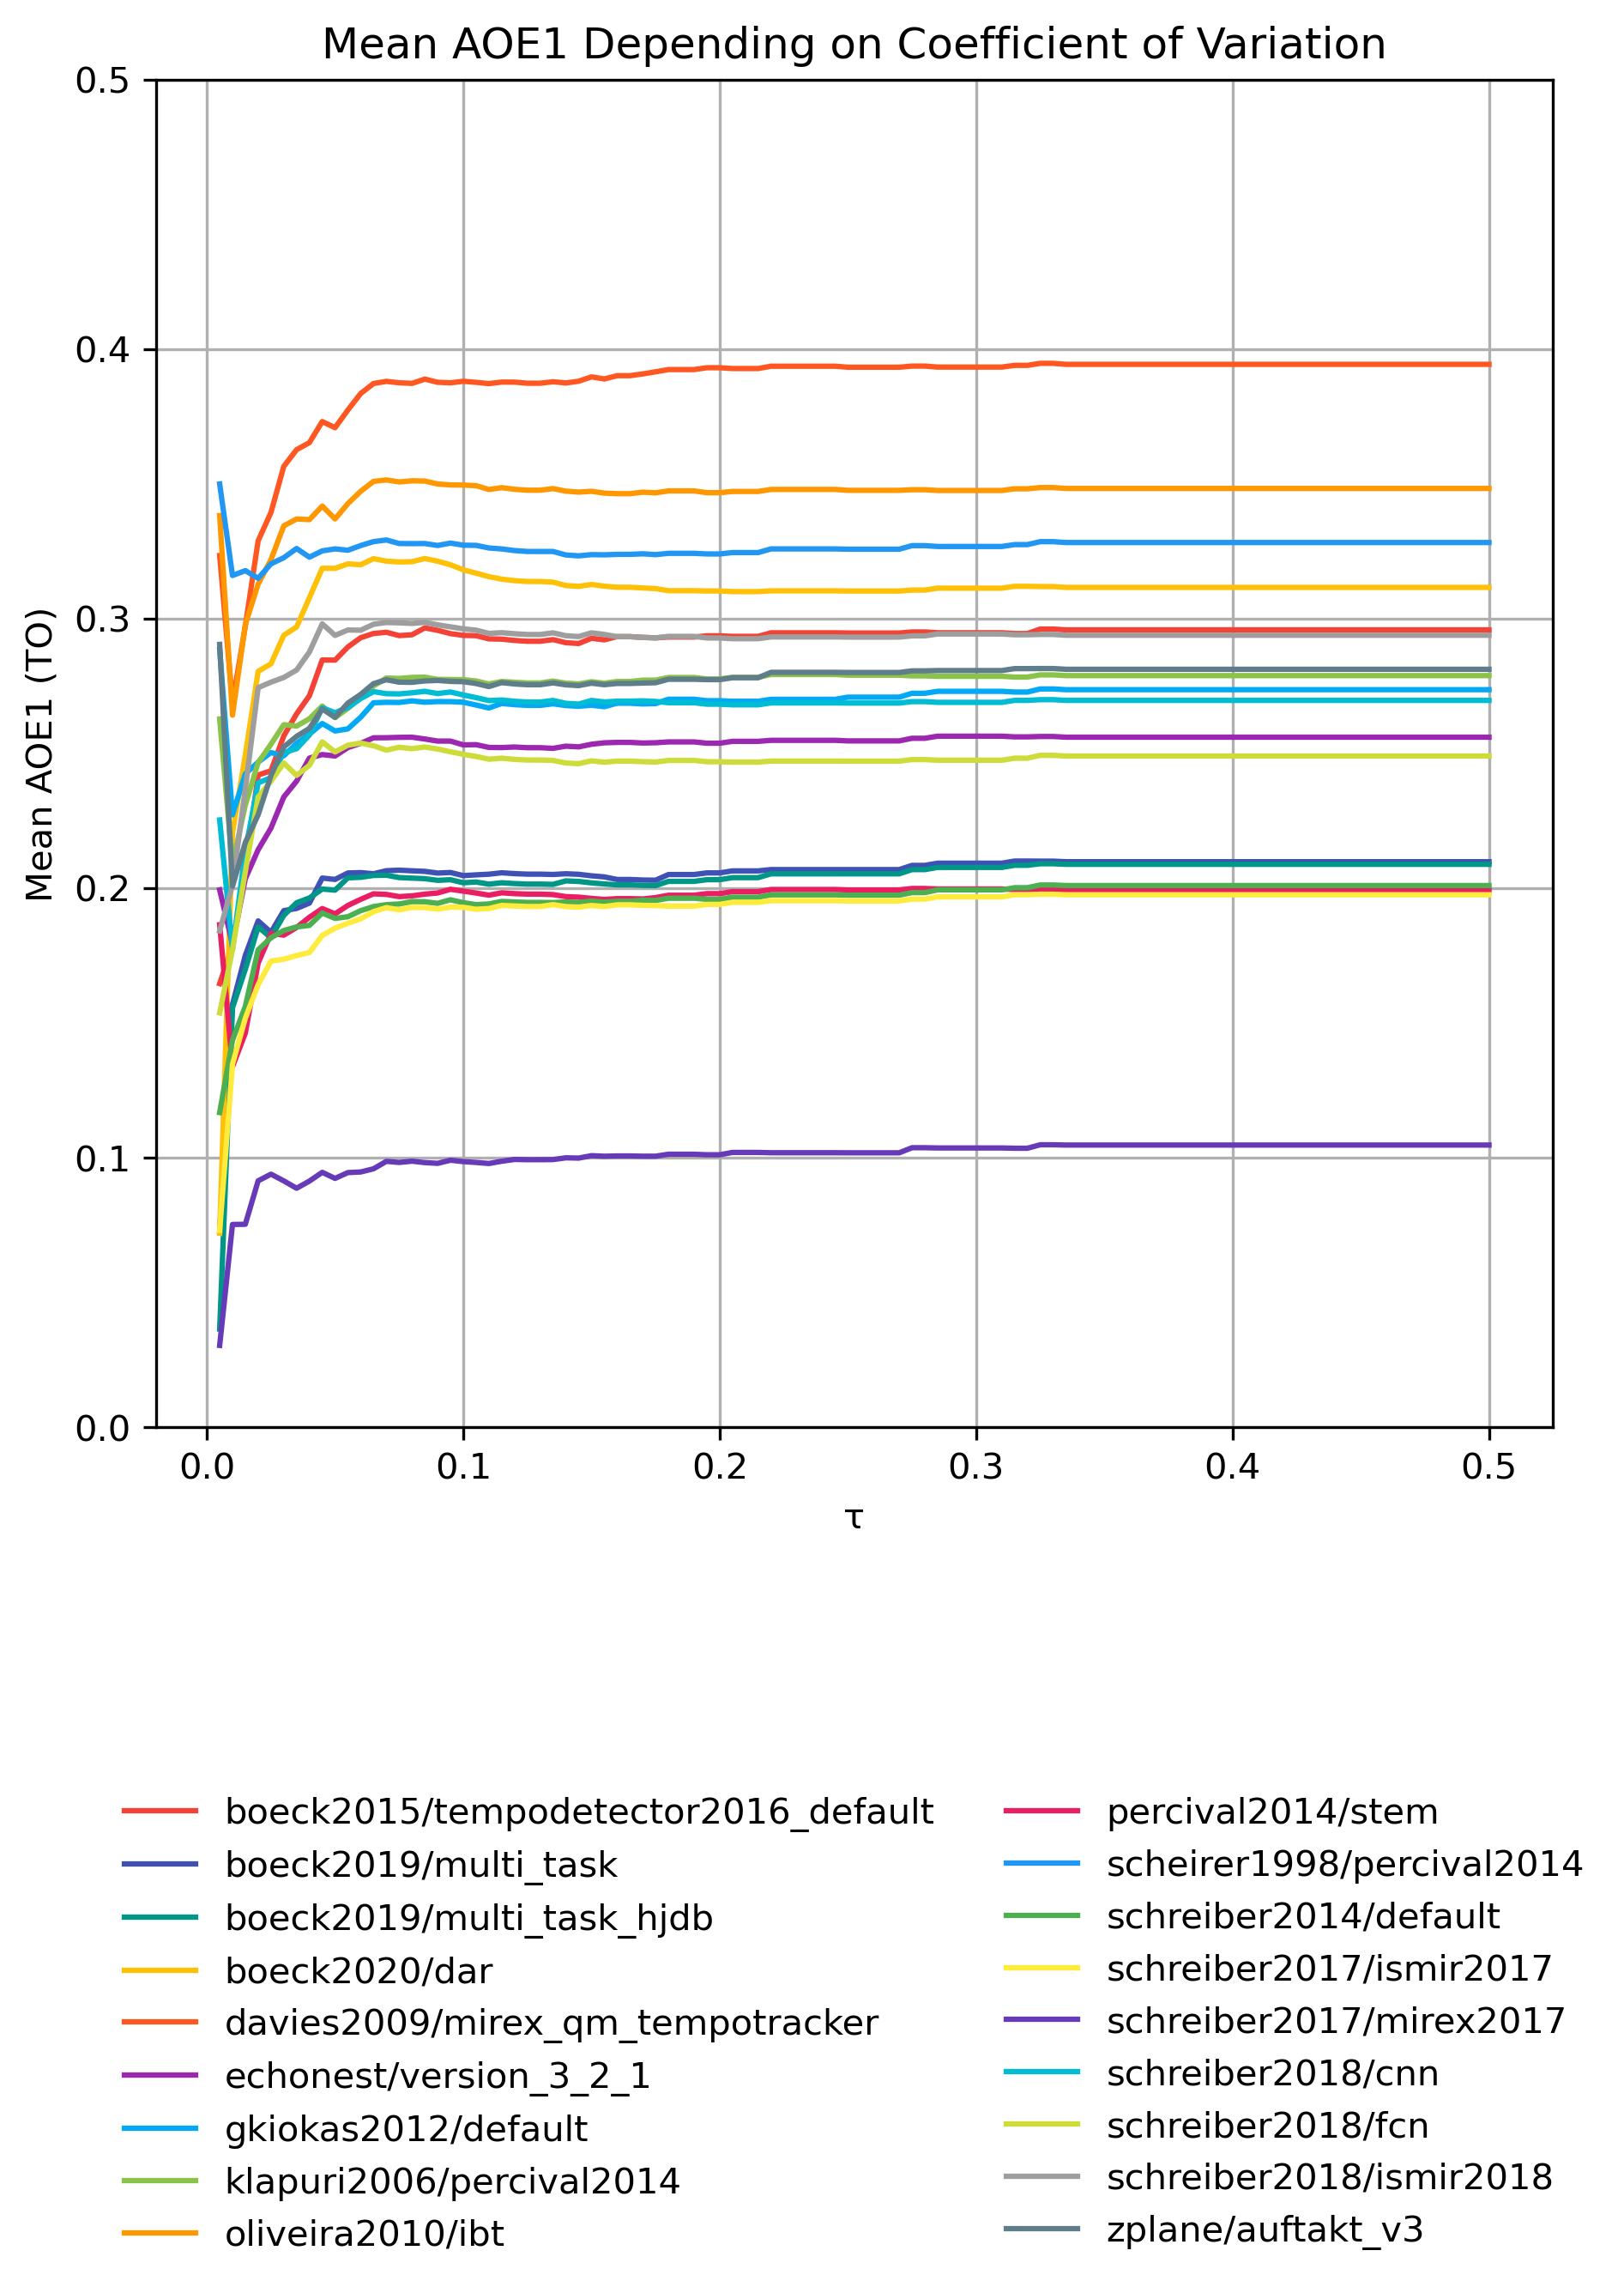 Mean AOE1 Depending on Coefficient of Variation
0.5
0.4
0.3
0.2
0.1
0.0
Mean AOE1 (TO)
0.0 0.1 0.2 0.3 0.4 0.5
τ
boeck2015/tempodetector2016_default
boeck2019/multi_task
boeck2019/multi_task_hjdb
boeck2020/dar
davies2009/mirex_qm_tempotracker
echonest/version_3_2_1
gkiokas2012/default
klapuri2006/percival2014
oliveira2010/ibt
percival2014/stem
scheirer1998/percival2014
schreiber2014/default
schreiber2017/ismir2017
schreiber2017/mirex2017
schreiber2018/cnn
schreiber2018/fcn
schreiber2018/ismir2018
zplane/auftakt_v3